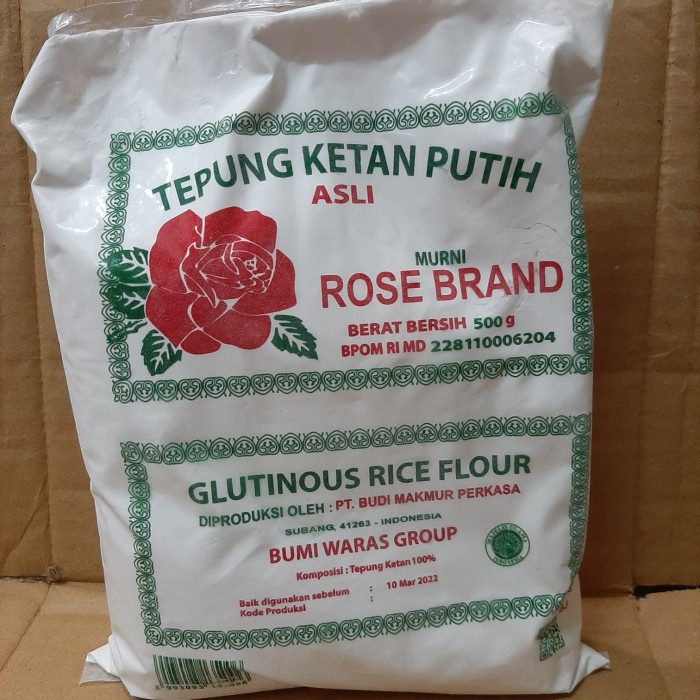 TEPUNG KETAN PUTIH
ASLI
MURNI
ROSE BRAND
BERAT BERSIH 500 g
BPOM RI MD 228110006204
GLUTINOUS RICE FLOUR
DIPRODUKSI OLEH : PT. BUDI MAKMUR PERKASA
SUBANG, 41263 - INDONESIA
BUMI WARAS GROUP
Komposisi : Tepung Ketan 100%
Baik digunakan sebelum : 10 Mar 2022
Kode Produksi :